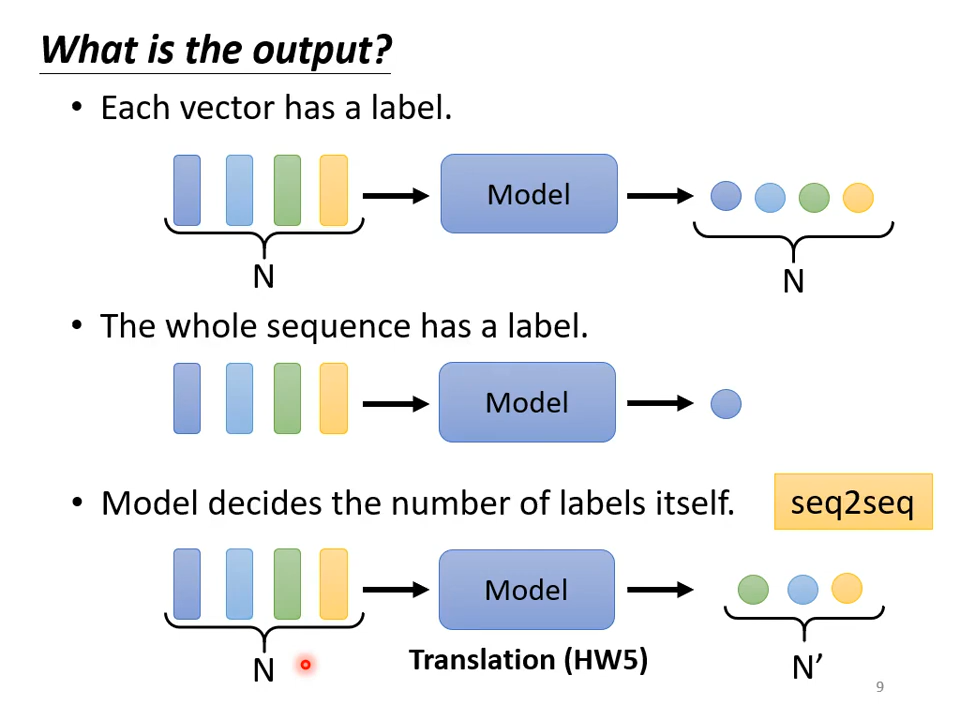 What is the output?
• Each vector has a label.
Model
N
N
• The whole sequence has a label.
Model
• Model decides the number of labels itself.
seq2seq
Model
N
Translation (HW5)
N’
9